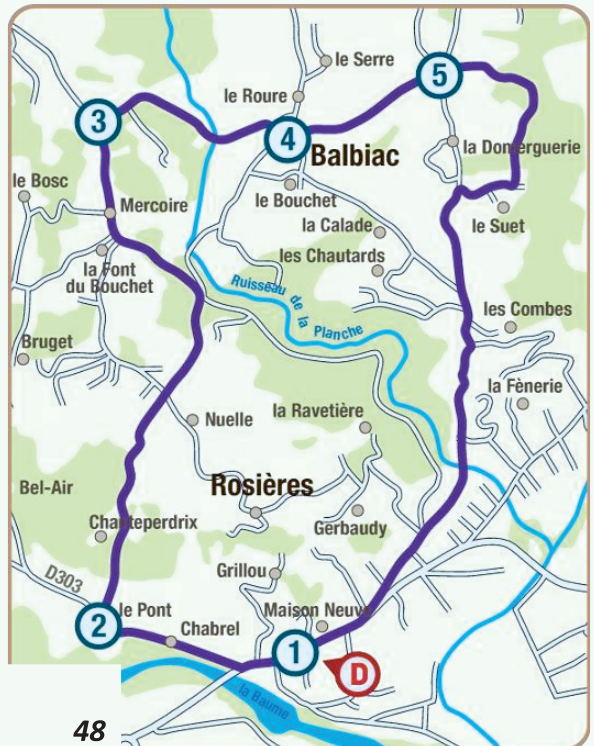 le Serre
5
le Roure
3
4
Balbiac
la Domerguerie
le Bosc
Mercoire
le Bouchet
la Calade
le Suet
les Chautards
la Font
du Bouchet
Ruisseau de la Planche
les Combes
Bruget
la Fènerie
la Ravetière
Nuelle
Bel-Air
Rosières
Chanteperdrix
Gerbaudy
D303
Grillou
le Pont
Maison Neuve
2
Chabrel
1
D
la Baume
48